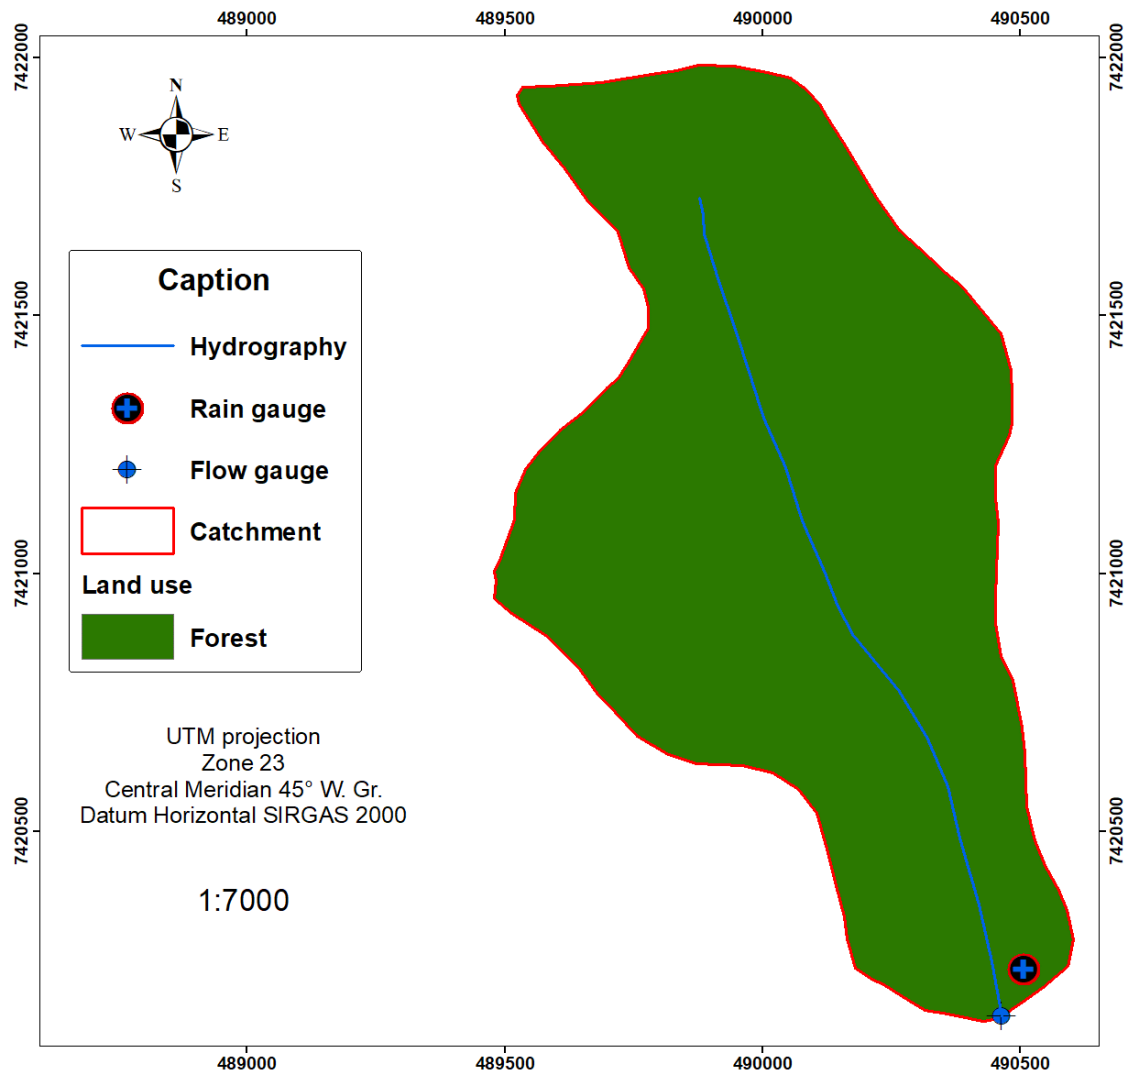 489000 489500 490000 490500
7422000 7422000
N
W E
S
7421500 7421500
Caption
Hydrography
Rain gauge
Flow gauge
Catchment
Land use
Forest
7421000 7421000
UTM projection
Zone 23
Central Meridian 45° W. Gr.
Datum Horizontal SIRGAS 2000
7420500 7420500
1:7000
489000 489500 490000 490500